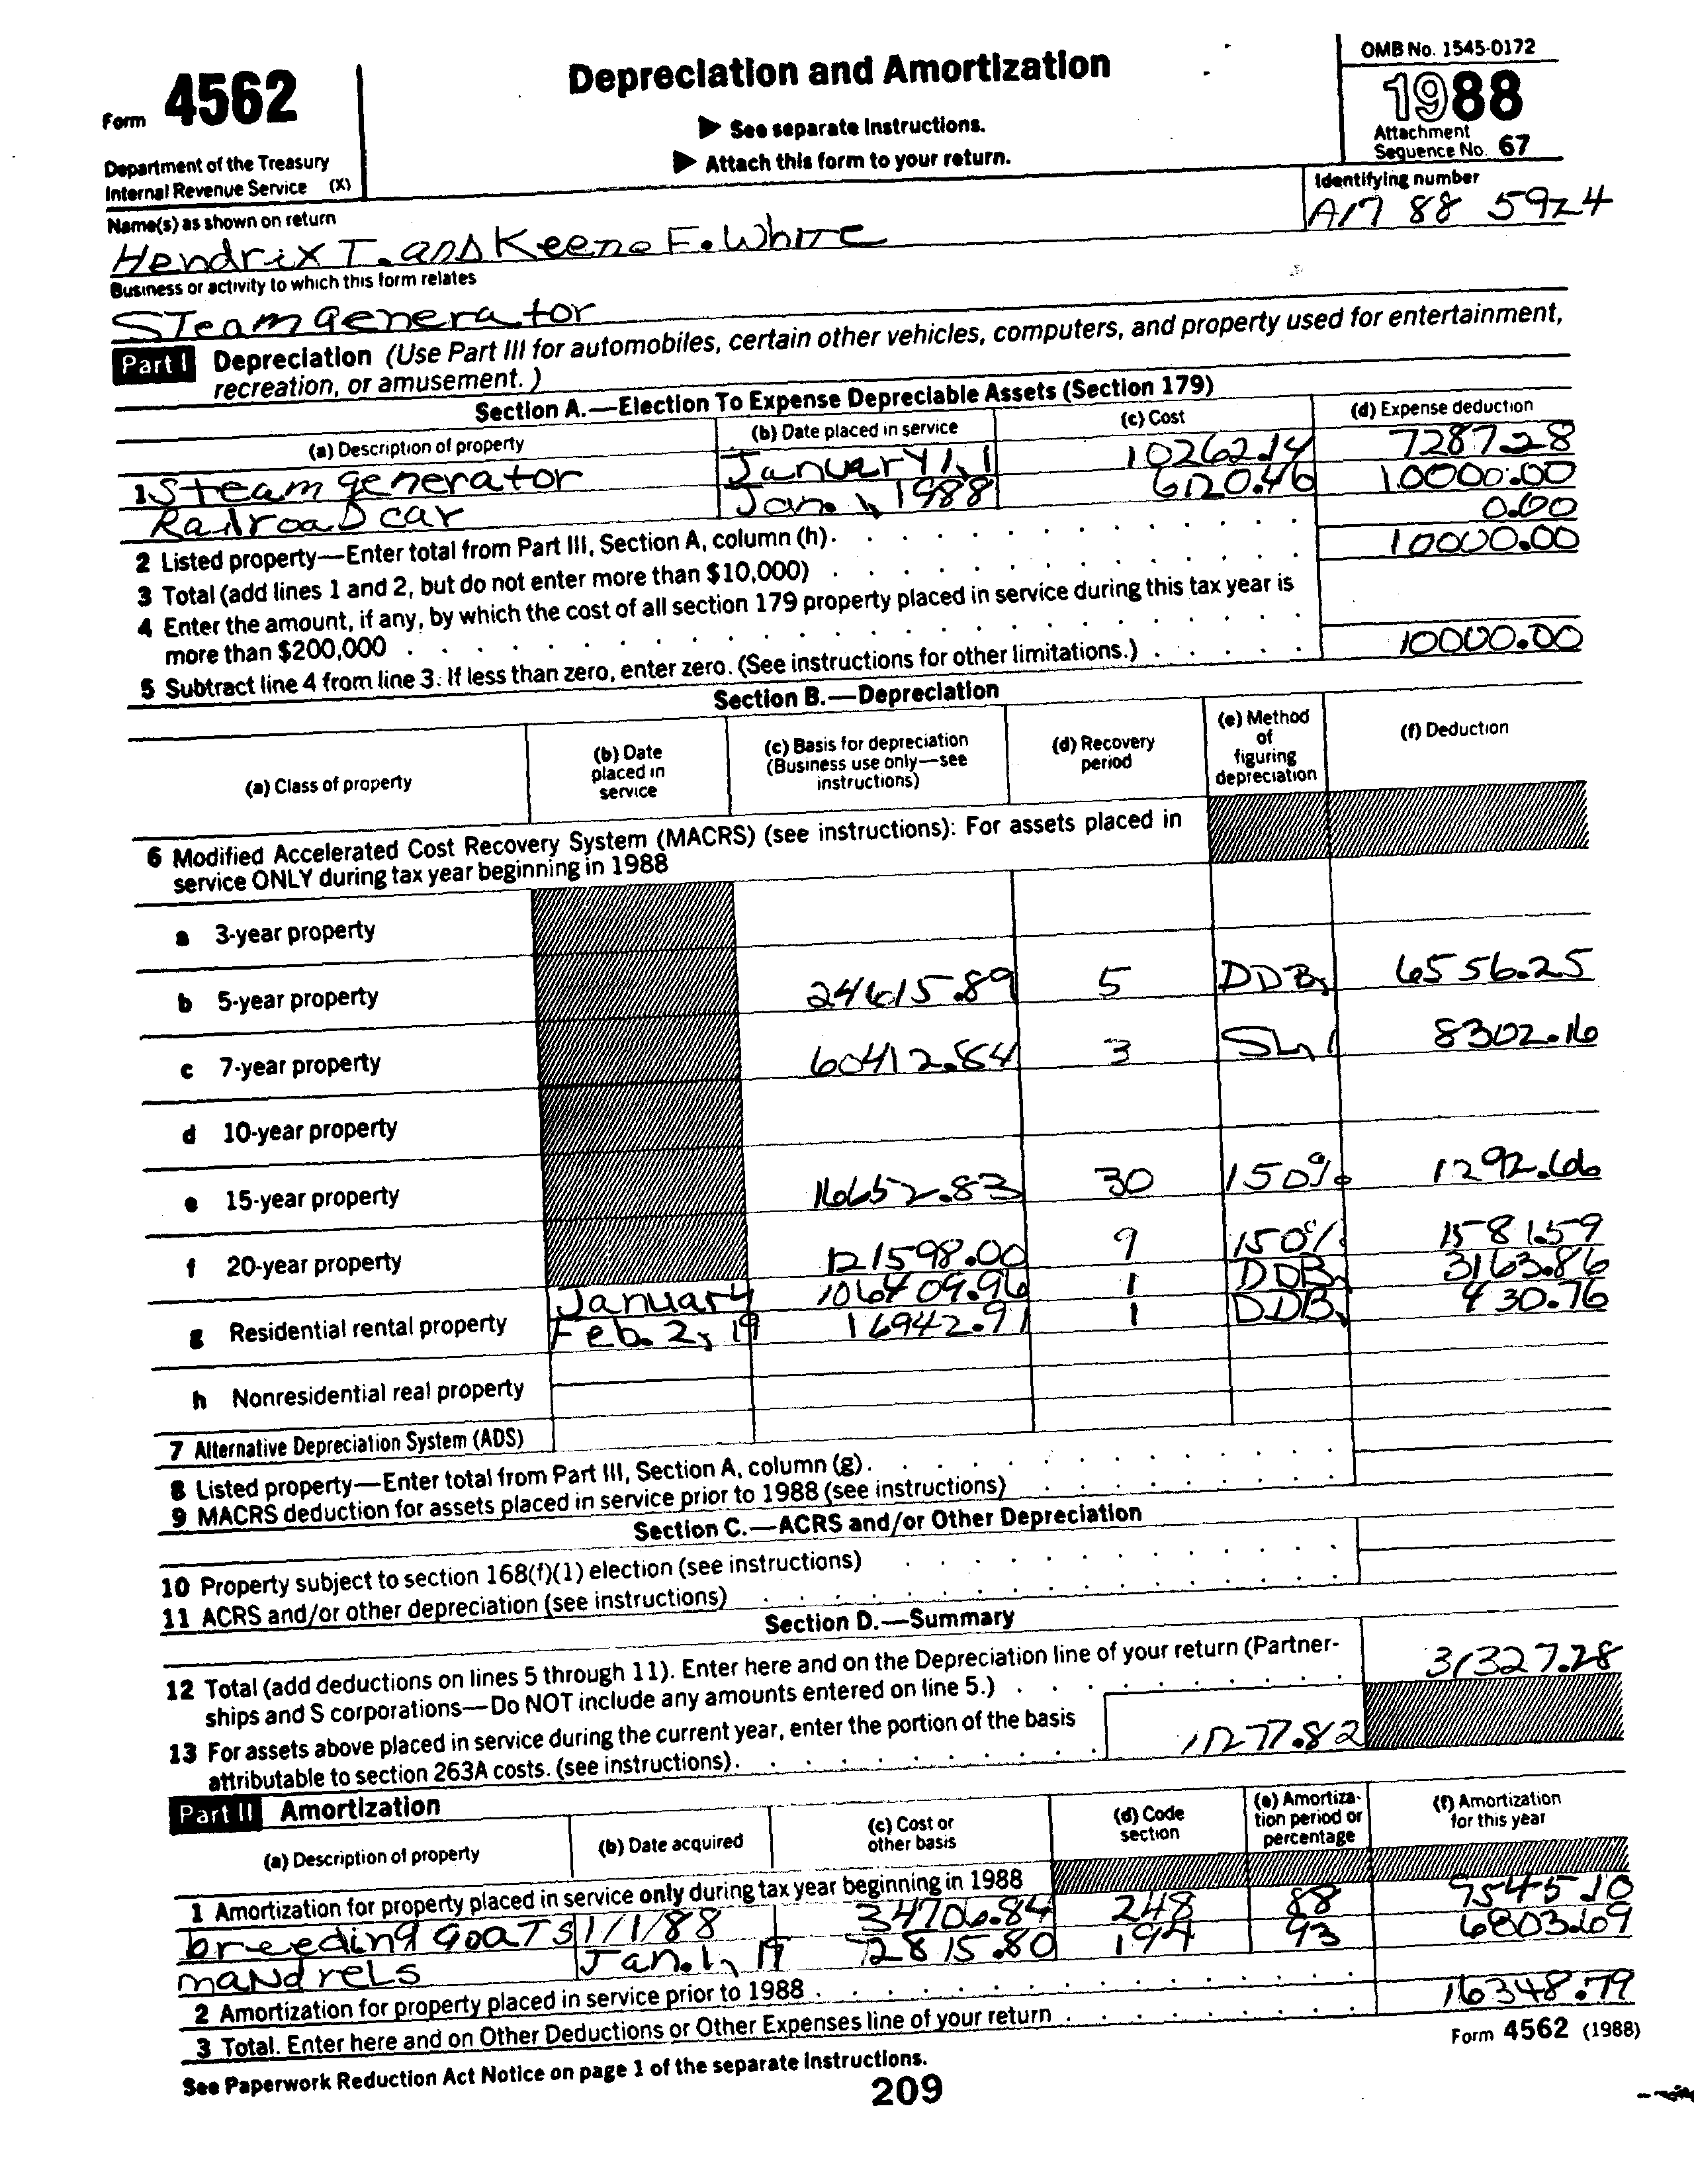 Form 4562
Department of the Treasury
Internal Revenue Service (X)
Depreciation and Amortization
▶ See separate Instructions.
▶ Attach this form to your return.
OMB No. 1545-0172
1988
Attachment
Sequence No. 67
Name(s) as shown on return
Hendrix T. and Keene F. White
Identifying number
A17 88 5924
Business or activity to which this form relates
Steam generator
Part I Depreciation (Use Part III for automobiles, certain other vehicles, computers, and property used for entertainment,
recreation, or amusement.)
Section A.—Election To Expense Depreciable Assets (Section 179)
(a) Description of property (b) Date placed in service (c) Cost (d) Expense deduction
1 Steam generator January 1, 1 10262.14 7287.28
Railroad car Jan. 1, 1988 6120.46 10000.00
2 Listed property—Enter total from Part III, Section A, column (h). 0.00
3 Total (add lines 1 and 2, but do not enter more than $10,000) 10000.00
4 Enter the amount, if any, by which the cost of all section 179 property placed in service during this tax year is
more than $200,000
5 Subtract line 4 from line 3. If less than zero, enter zero. (See instructions for other limitations.) 10000.00
Section B.—Depreciation
(a) Class of property (b) Date placed in service (c) Basis for depreciation (Business use only—see instructions) (d) Recovery period (e) Method of figuring depreciation (f) Deduction
6 Modified Accelerated Cost Recovery System (MACRS) (see instructions): For assets placed in
service ONLY during tax year beginning in 1988
a 3-year property
b 5-year property 24615.89 5 DDB, 6556.25
c 7-year property 60412.84 3 SL, 1 8302.16
d 10-year property
e 15-year property 16652.83 30 150% 1292.66
f 20-year property 121598.00 9 150% 1581.59
January 106409.96 1 DDB, 3163.86
g Residential rental property Feb. 2, 19 16942.91 1 DDB, 430.76
h Nonresidential real property
7 Alternative Depreciation System (ADS)
8 Listed property—Enter total from Part III, Section A, column (g).
9 MACRS deduction for assets placed in service prior to 1988 (see instructions)
Section C.—ACRS and/or Other Depreciation
10 Property subject to section 168(f)(1) election (see instructions)
11 ACRS and/or other depreciation (see instructions)
Section D.—Summary
12 Total (add deductions on lines 5 through 11). Enter here and on the Depreciation line of your return (Partner-
ships and S corporations—Do NOT include any amounts entered on line 5.) 31327.28
13 For assets above placed in service during the current year, enter the portion of the basis
attributable to section 263A costs. (see instructions). 11277.82
Part II Amortization
(a) Description of property (b) Date acquired (c) Cost or other basis (d) Code section (e) Amortization period or percentage (f) Amortization for this year
1 Amortization for property placed in service only during tax year beginning in 1988
breeding goats 1/1/88 34706.84 248 88 9545.10
mandrels Jan. 1, 19 72815.80 194 93 6803.69
2 Amortization for property placed in service prior to 1988
3 Total. Enter here and on Other Deductions or Other Expenses line of your return 16348.79
See Paperwork Reduction Act Notice on page 1 of the separate instructions.
Form 4562 (1988)
209